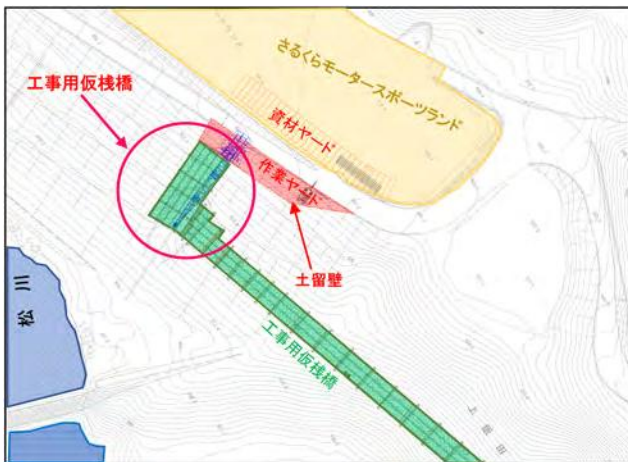 さるくらモータースポーツランド
工事用仮桟橋
資材ヤード
作業ヤード
土留壁
松川
工事用仮桟橋